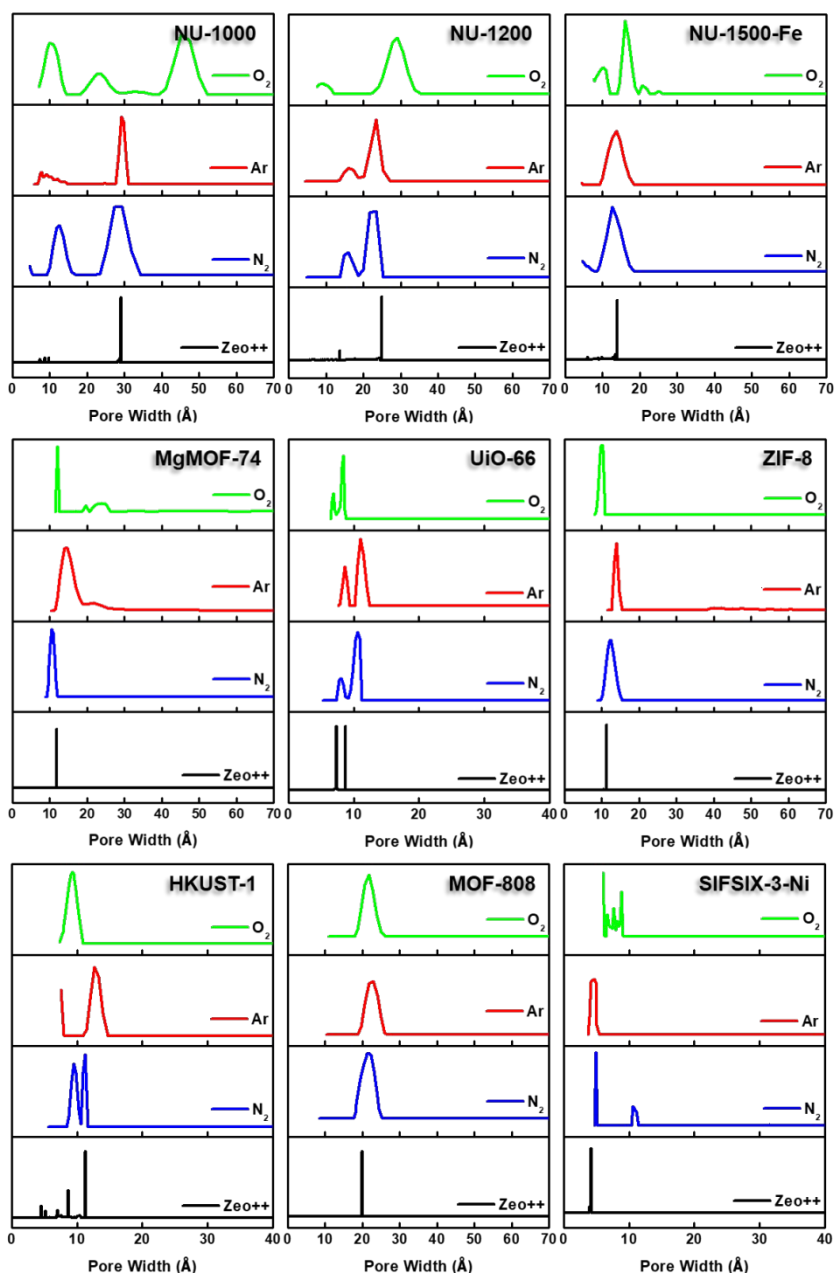 NU-1000
O₂
Ar
N₂
Zeo++
0 10 20 30 40 50 60 70
Pore Width (Å)
NU-1200
O₂
Ar
N₂
Zeo++
0 10 20 30 40 50 60 70
Pore Width (Å)
NU-1500-Fe
O₂
Ar
N₂
Zeo++
0 10 20 30 40 50 60 70
Pore Width (Å)
MgMOF-74
O₂
Ar
N₂
Zeo++
0 10 20 30 40 50 60 70
Pore Width (Å)
UiO-66
O₂
Ar
N₂
Zeo++
0 10 20 30 40
Pore Width (Å)
ZIF-8
O₂
Ar
N₂
Zeo++
0 10 20 30 40 50 60 70
Pore Width (Å)
HKUST-1
O₂
Ar
N₂
Zeo++
0 10 20 30 40
Pore Width (Å)
MOF-808
O₂
Ar
N₂
Zeo++
0 10 20 30 40 50 60 70
Pore Width (Å)
SIFSIX-3-Ni
O₂
Ar
N₂
Zeo++
0 10 20 30 40
Pore Width (Å)